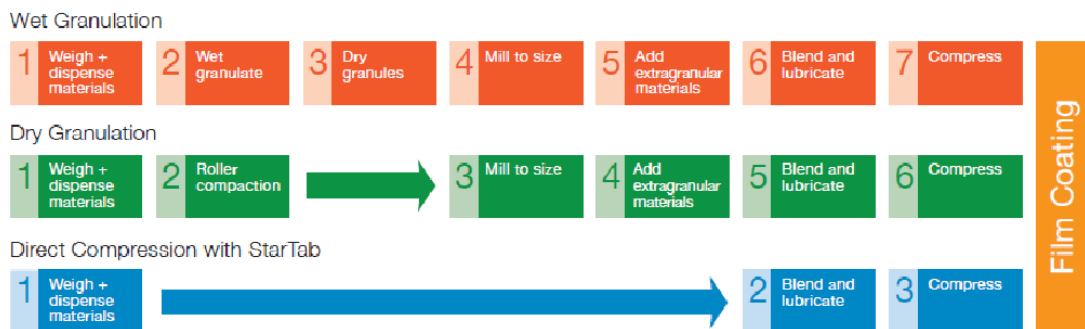 Wet Granulation
1 Weigh +
dispense
materials
2 Wet
granulate
3 Dry
granules
4 Mill to size
5 Add
extragranular
materials
6 Blend and
lubricate
7 Compress
Dry Granulation
1 Weigh +
dispense
materials
2 Roller
compaction
3 Mill to size
4 Add
extragranular
materials
5 Blend and
lubricate
6 Compress
Direct Compression with StarTab
1 Weigh +
dispense
materials
2 Blend and
lubricate
3 Compress
Film Coating